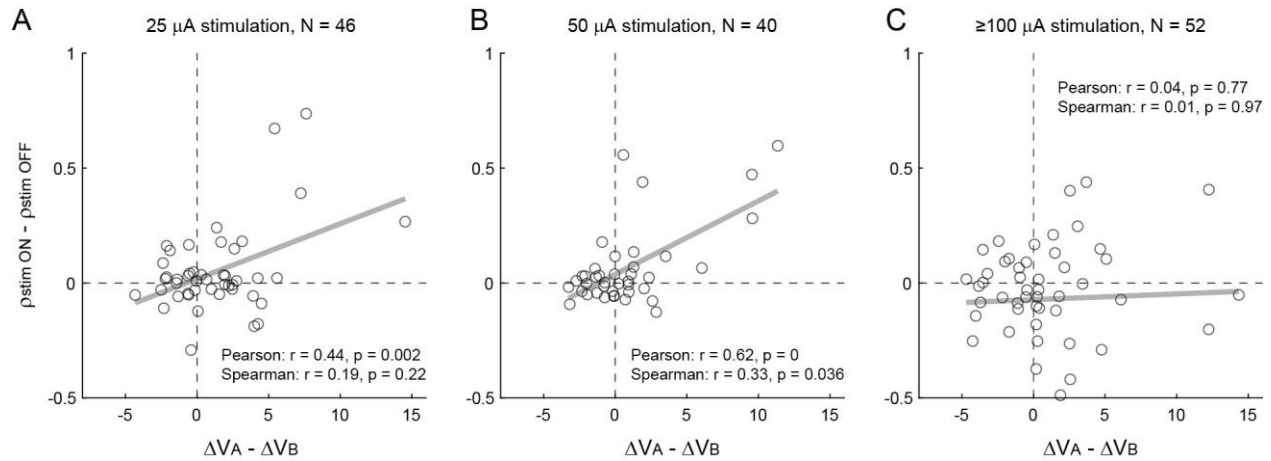 A
25 μA stimulation, N = 46
1
0.5
0
-0.5
-5
0
5
10
15
ρstim ON - ρstim OFF
ΔVA - ΔVB
Pearson: r = 0.44, p = 0.002
Spearman: r = 0.19, p = 0.22
B
50 μA stimulation, N = 40
1
0.5
0
-0.5
-5
0
5
10
15
ΔVA - ΔVB
Pearson: r = 0.62, p = 0
Spearman: r = 0.33, p = 0.036
C
≥100 μA stimulation, N = 52
Pearson: r = 0.04, p = 0.77
Spearman: r = 0.01, p = 0.97
1
0.5
0
-0.5
-5
0
5
10
15
ΔVA - ΔVB